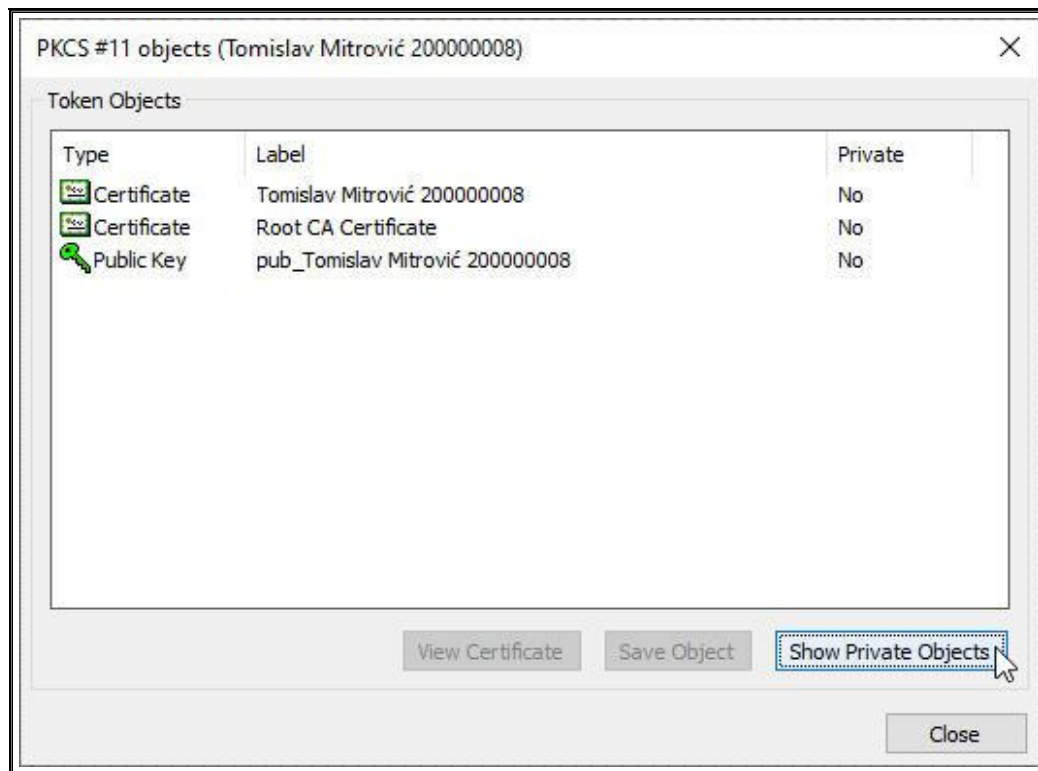 PKCS #11 objects (Tomislav Mitrović 200000008)
Token Objects
Type Label Private
Certificate Tomislav Mitrović 200000008 No
Certificate Root CA Certificate No
Public Key pub_Tomislav Mitrović 200000008 No
View Certificate Save Object Show Private Objects
Close